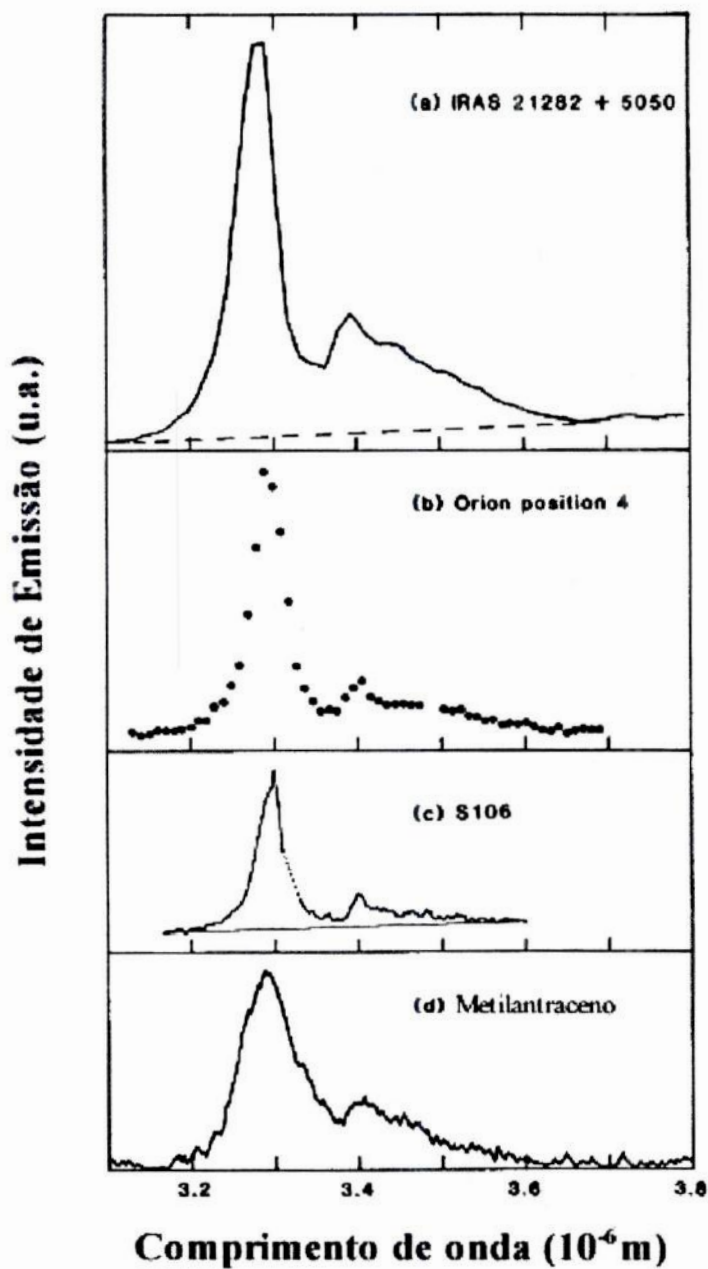 Intensidade de Emissão (u.a.)
(a) IRAS 21282 + 5050
(b) Orion position 4
(c) S106
(d) Metilantraceno
3.2
3.4
3.6
3.8
Comprimento de onda (10⁻⁶ m)